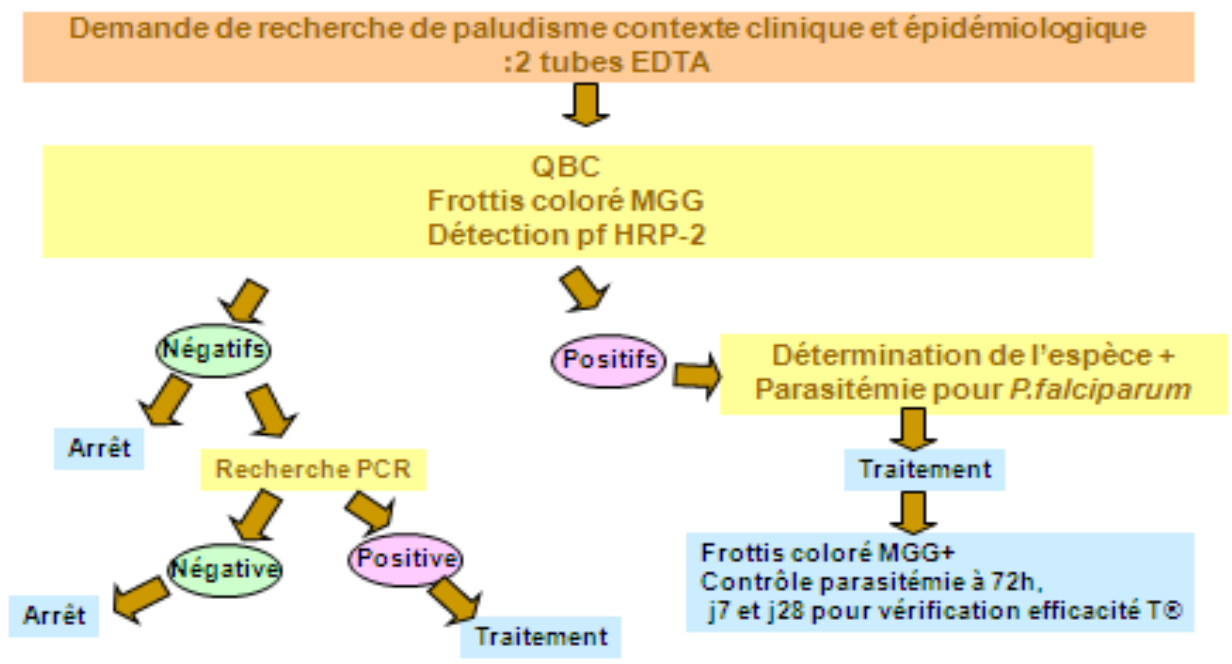 Demande de recherche de paludisme contexte clinique et épidémiologique
:2 tubes EDTA
QBC
Frottis coloré MGG
Détection pf HRP-2
Négatifs
Positifs
Détermination de l'espèce +
Parasitémie pour P.falciparum
Arrêt
Recherche PCR
Traitement
Négative
Positive
Frottis coloré MGG+
Contrôle parasitémie à 72h,
j7 et j28 pour vérification efficacité T®
Arrêt
Traitement